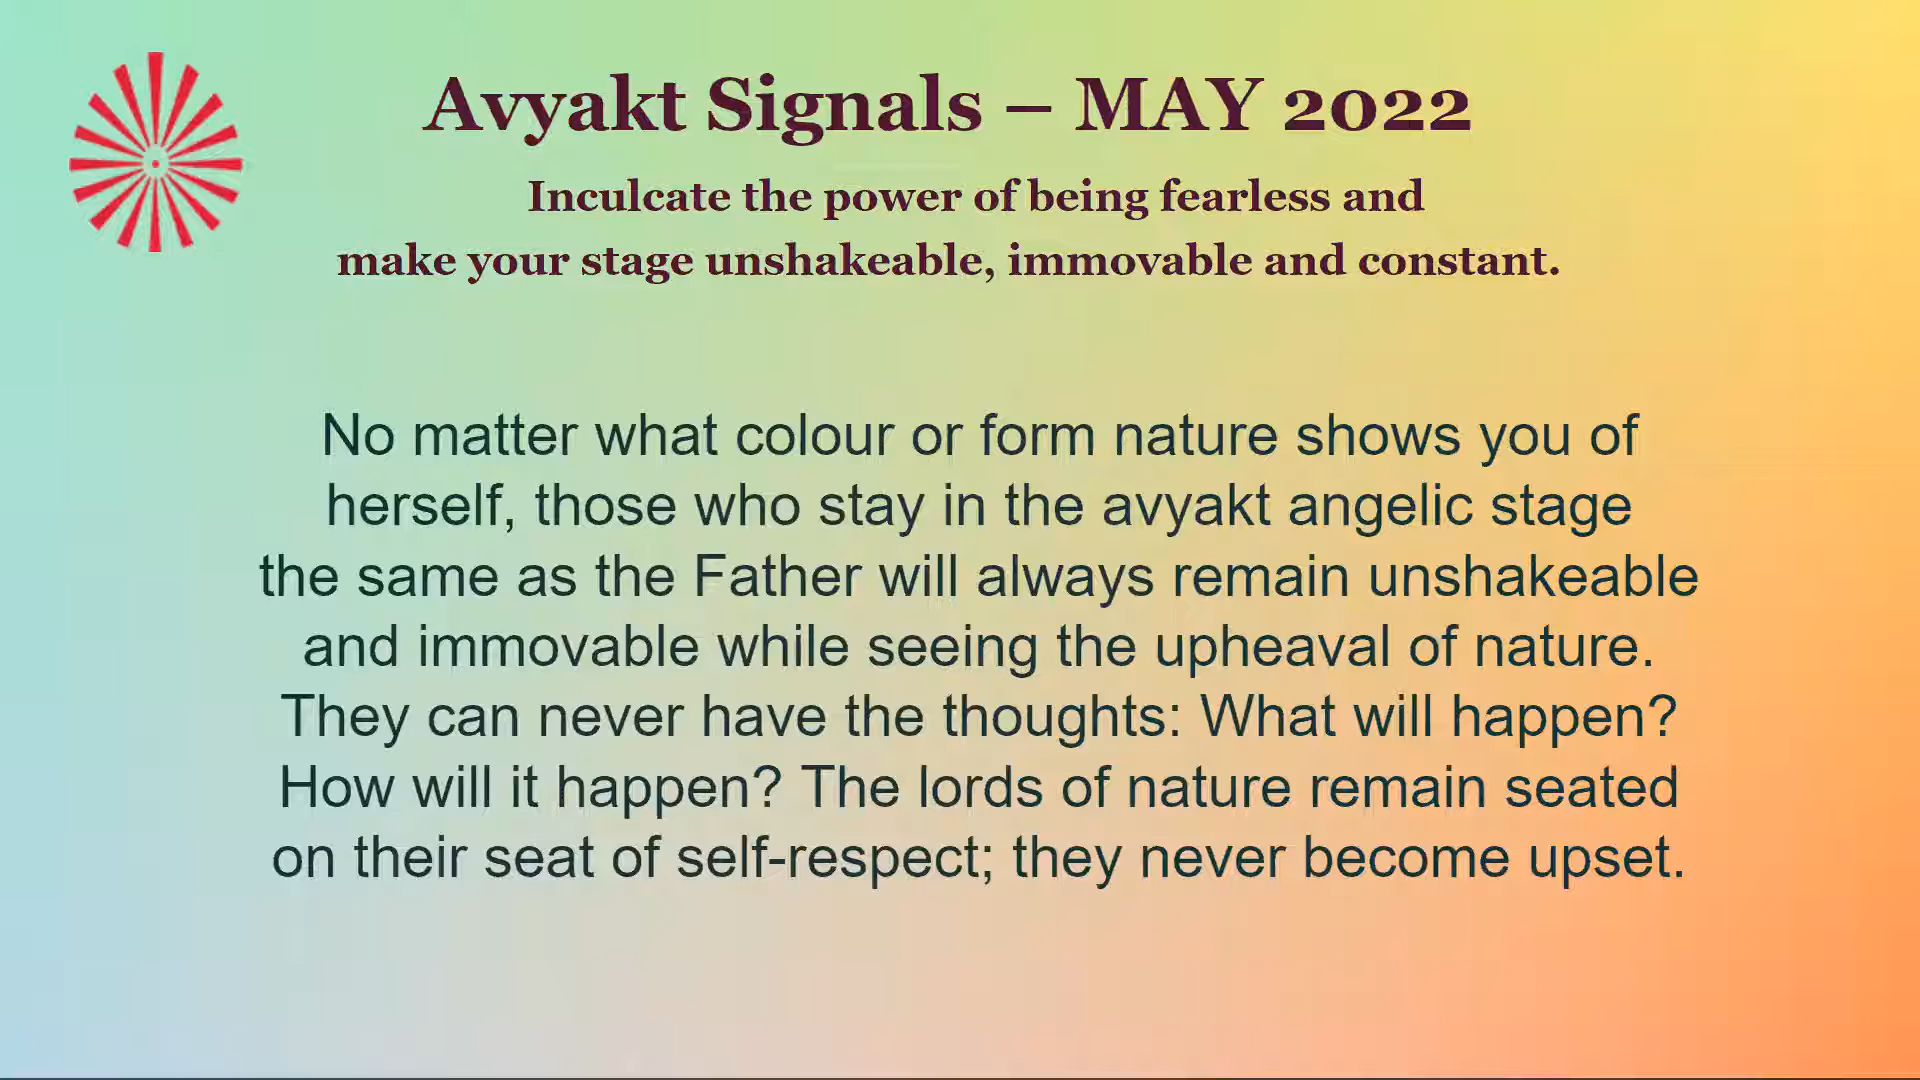 Avyakt Signals – MAY 2022
Inculcate the power of being fearless and
make your stage unshakeable, immovable and constant.
No matter what colour or form nature shows you of
herself, those who stay in the avyakt angelic stage
the same as the Father will always remain unshakeable
and immovable while seeing the upheaval of nature.
They can never have the thoughts: What will happen?
How will it happen? The lords of nature remain seated
on their seat of self-respect; they never become upset.